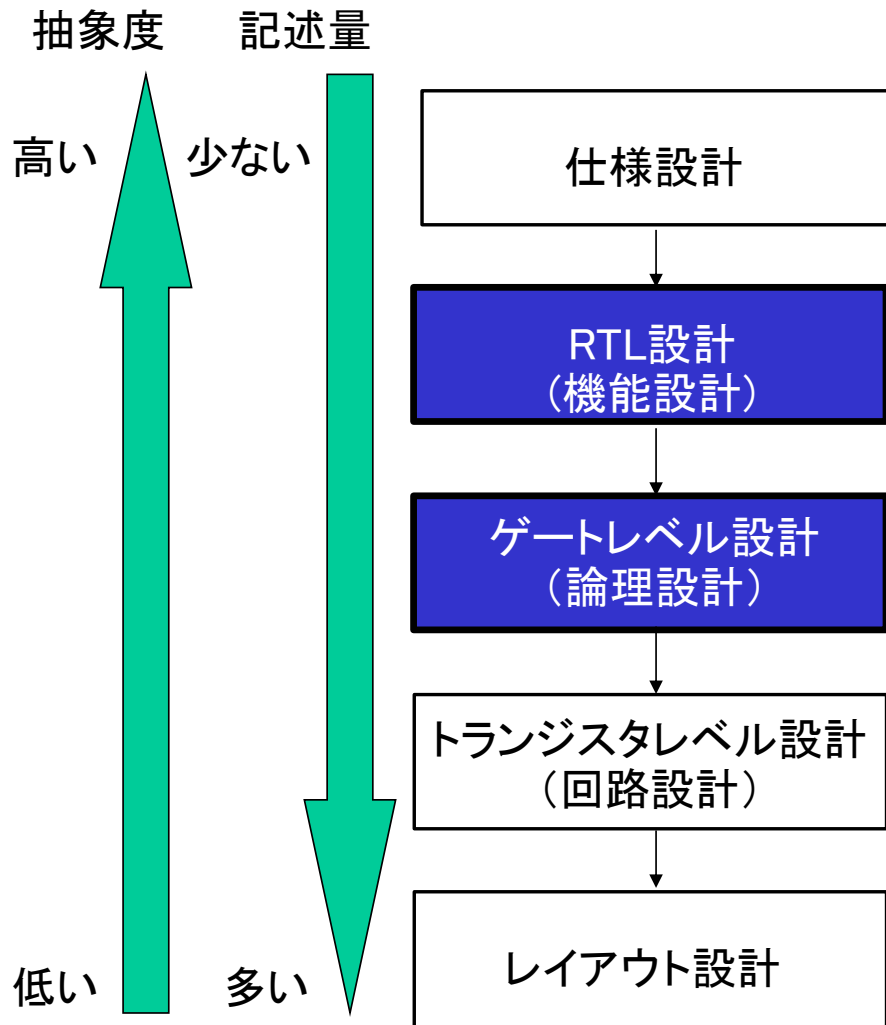 抽象度
記述量
高い
少ない
仕様設計
RTL設計
(機能設計)
ゲートレベル設計
(論理設計)
トランジスタレベル設計
(回路設計)
低い
多い
レイアウト設計